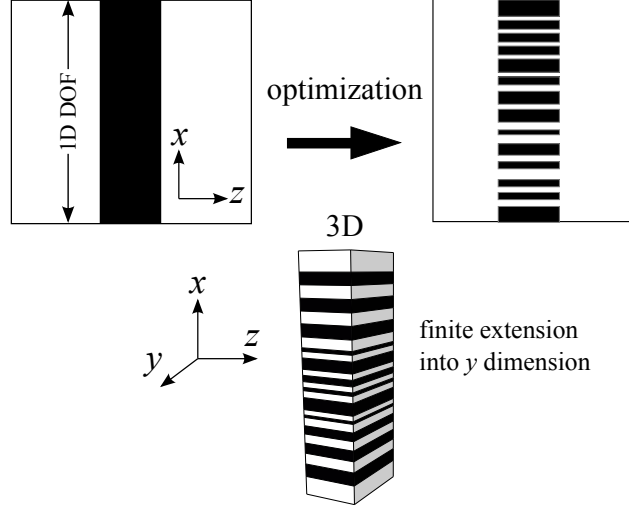 1D DOF
x
z
optimization
3D
x
z
y
finite extension
into y dimension